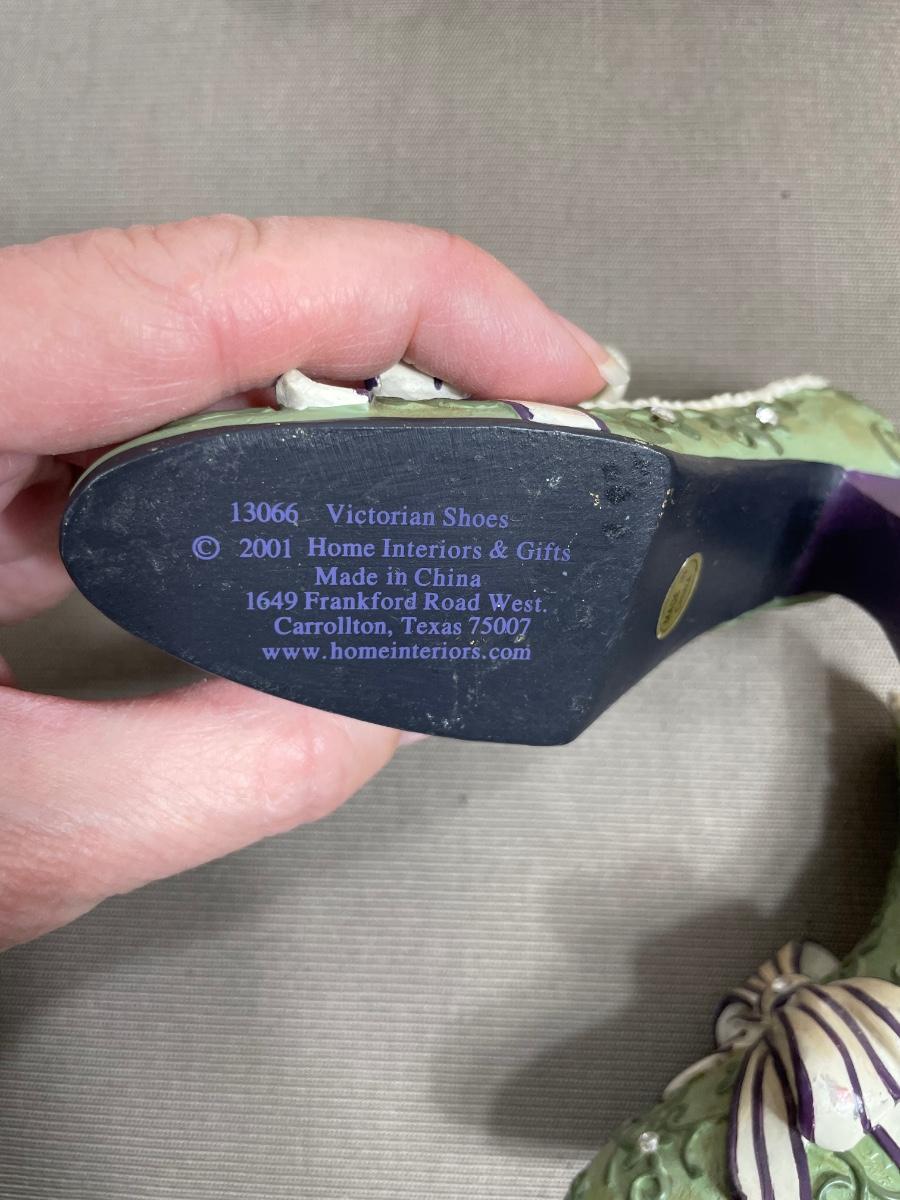 13066 Victorian Shoes
© 2001 Home Interiors & Gifts
Made in China
1649 Frankford Road West.
Carrollton, Texas 75007
www.homeinteriors.com